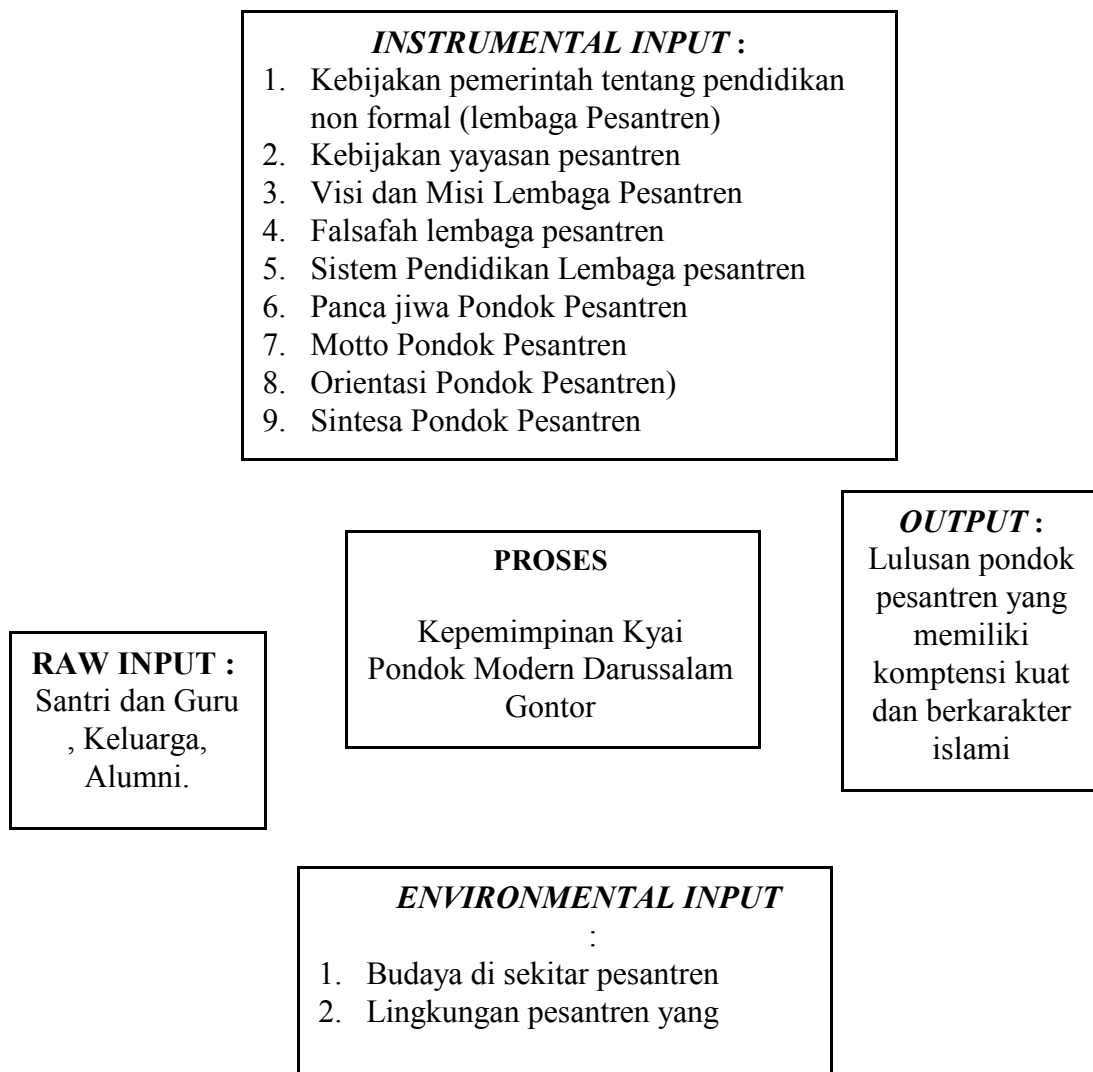 INSTRUMENTAL INPUT :
1. Kebijakan pemerintah tentang pendidikan
non formal (lembaga Pesantren)
2. Kebijakan yayasan pesantren
3. Visi dan Misi Lembaga Pesantren
4. Falsafah lembaga pesantren
5. Sistem Pendidikan Lembaga pesantren
6. Panca jiwa Pondok Pesantren
7. Motto Pondok Pesantren
8. Orientasi Pondok Pesantren)
9. Sintesa Pondok Pesantren
RAW INPUT :
Santri dan Guru
, Keluarga,
Alumni.
PROSES
Kepemimpinan Kyai
Pondok Modern Darussalam
Gontor
OUTPUT :
Lulusan pondok
pesantren yang
memiliki
komptensi kuat
dan berkarakter
islami
ENVIRONMENTAL INPUT
:
1. Budaya di sekitar pesantren
2. Lingkungan pesantren yang